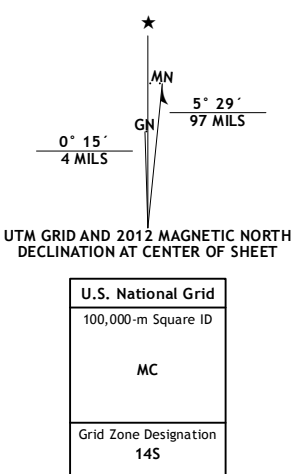 MN
5° 29´
97 MILS
GN
0° 15´
4 MILS
UTM GRID AND 2012 MAGNETIC NORTH
DECLINATION AT CENTER OF SHEET
U.S. National Grid
100,000-m Square ID
MC
Grid Zone Designation
14S